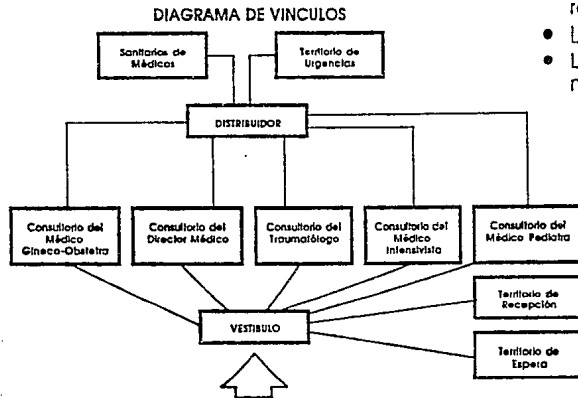 DIAGRAMA DE VINCULOS
Sanitarios de
Médicos
Territorio de
Urgencias
DISTRIBUIDOR
Consultorio del
Médico
Gineco-Obstetra
Consultorio del
Director Médico
Consultorio del
Traumatólogo
Consultorio del
Médico
Intensivista
Consultorio del
Médico Pediatra
VESTIBULO
Territorio de
Recepción
Territorio de
Espera